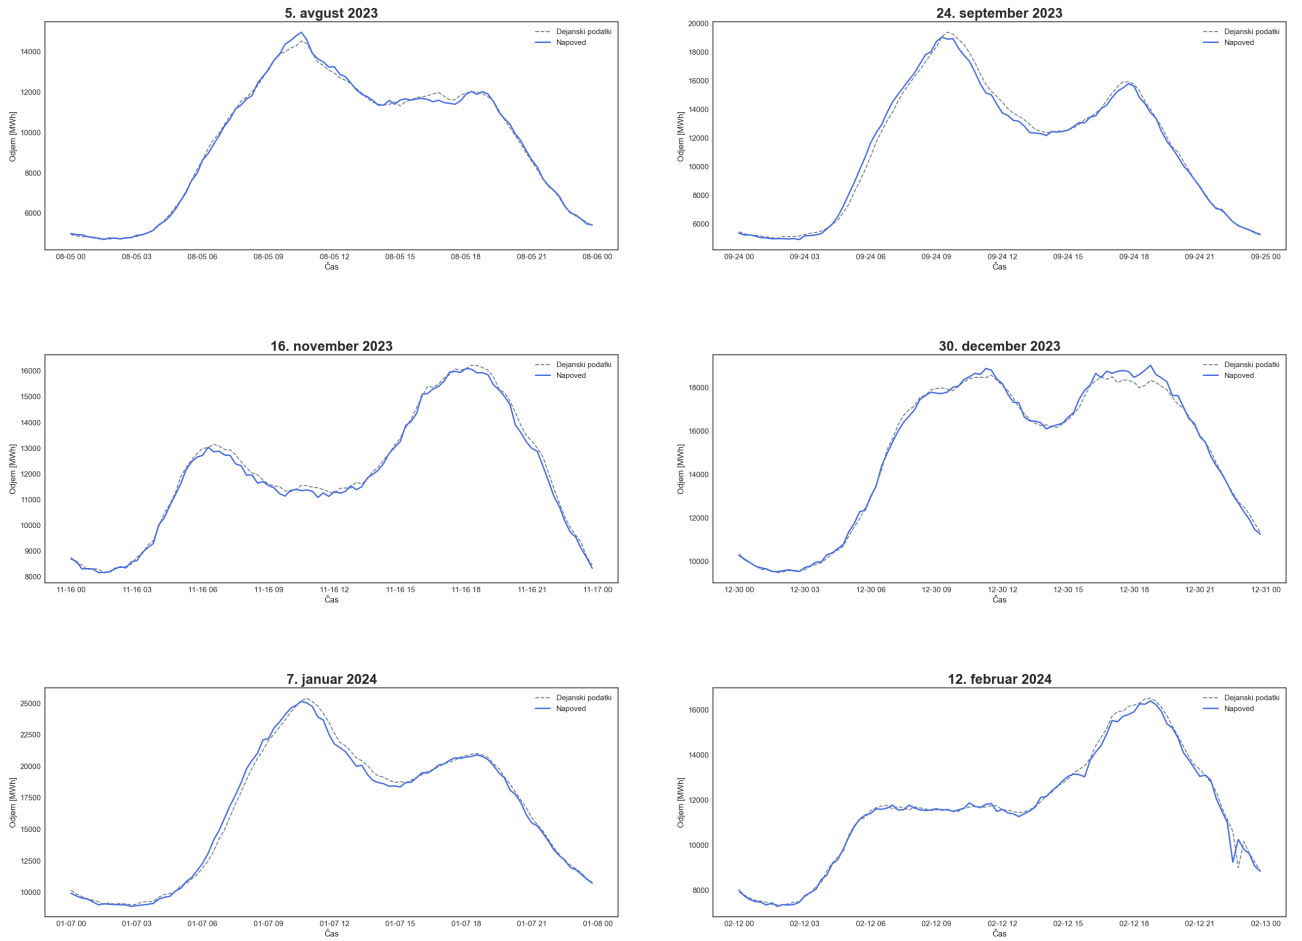 5. avgust 2023
Dejanski podatki
Napoved
Odjem [MWh]
14000
12000
10000
8000
6000
08-05 00 08-05 03 08-05 06 08-05 09 08-05 12 08-05 15 08-05 18 08-05 21 08-06 00
Čas
24. september 2023
Dejanski podatki
Napoved
Odjem [MWh]
20000
18000
16000
14000
12000
10000
8000
6000
09-24 00 09-24 03 09-24 06 09-24 09 09-24 12 09-24 15 09-24 18 09-24 21 09-25 00
Čas
16. november 2023
Dejanski podatki
Napoved
Odjem [MWh]
16000
15000
14000
13000
12000
11000
10000
9000
8000
11-16 00 11-16 03 11-16 06 11-16 09 11-16 12 11-16 15 11-16 18 11-16 21 11-17 00
Čas
30. december 2023
Dejanski podatki
Napoved
Odjem [MWh]
18000
16000
14000
12000
10000
12-30 00 12-30 03 12-30 06 12-30 09 12-30 12 12-30 15 12-30 18 12-30 21 12-31 00
Čas
7. januar 2024
Dejanski podatki
Napoved
Odjem [MWh]
25000
22500
20000
17500
15000
12500
10000
01-07 00 01-07 03 01-07 06 01-07 09 01-07 12 01-07 15 01-07 18 01-07 21 01-08 00
Čas
12. februar 2024
Dejanski podatki
Napoved
Odjem [MWh]
16000
14000
12000
10000
8000
02-12 00 02-12 03 02-12 06 02-12 09 02-12 12 02-12 15 02-12 18 02-12 21 02-13 00
Čas